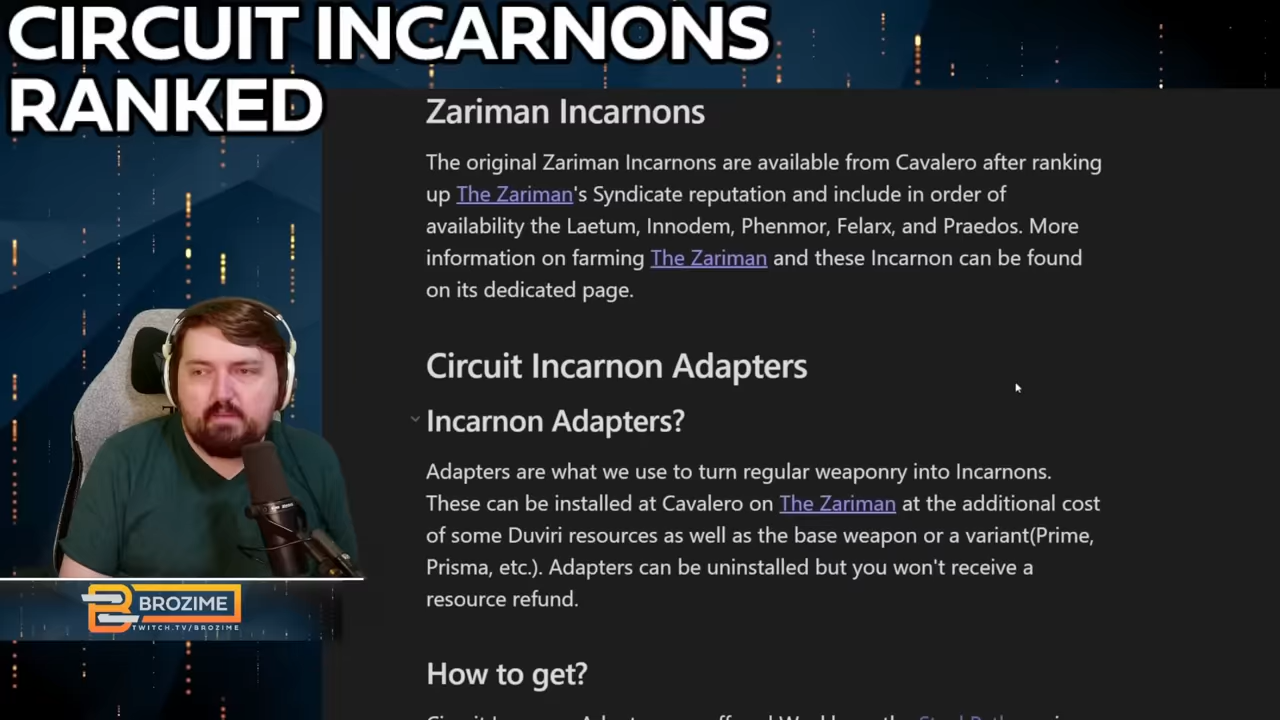 CIRCUIT INCARNONS
RANKED
Zariman Incarnons
The original Zariman Incarnons are available from Cavalero after ranking
up The Zariman's Syndicate reputation and include in order of
availability the Laetum, Innodem, Phenmor, Felarx, and Praedos. More
information on farming The Zariman and these Incarnon can be found
on its dedicated page.
Circuit Incarnon Adapters
Incarnon Adapters?
Adapters are what we use to turn regular weaponry into Incarnons.
These can be installed at Cavalero on The Zariman at the additional cost
of some Duviri resources as well as the base weapon or a variant(Prime,
Prisma, etc.). Adapters can be uninstalled but you won't receive a
resource refund.
How to get?
BROZIME
TWITCH.TV/BROZIME